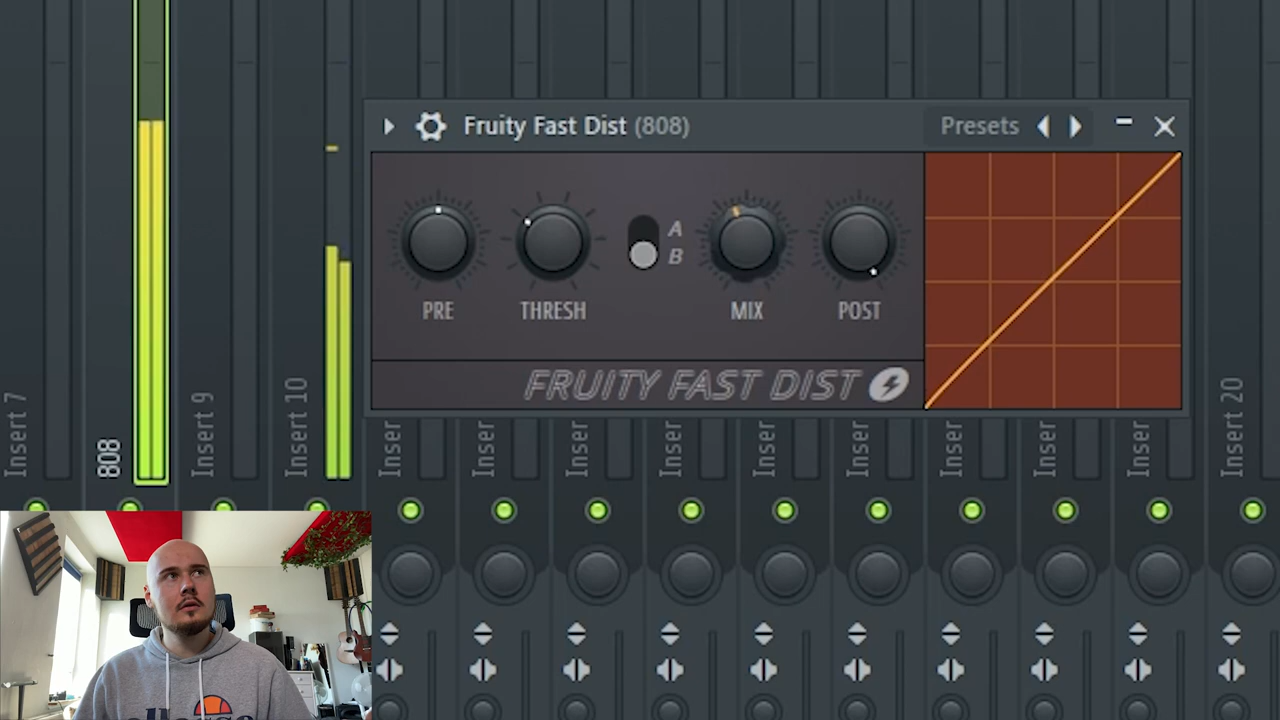 Fruity Fast Dist (808)
Presets
A
B
PRE
THRESH
MIX
POST
FRUITY FAST DIST
Insert 7
808
Insert 9
Insert 10
Inser
Inser
Inser
Inser
Inser
Inser
Inser
Inser
Inser
Insert 20
ellesse